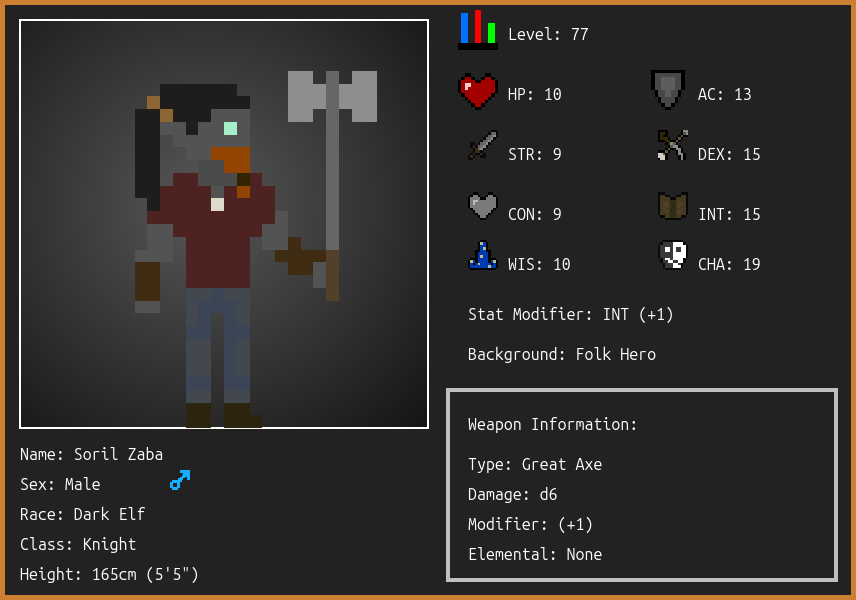 Level: 77
HP: 10
AC: 13
STR: 9
DEX: 15
CON: 9
INT: 15
WIS: 10
CHA: 19
Stat Modifier: INT (+1)
Background: Folk Hero
Weapon Information:
Type: Great Axe
Damage: d6
Modifier: (+1)
Elemental: None
Name: Soril Zaba
Sex: Male
Race: Dark Elf
Class: Knight
Height: 165cm (5'5")